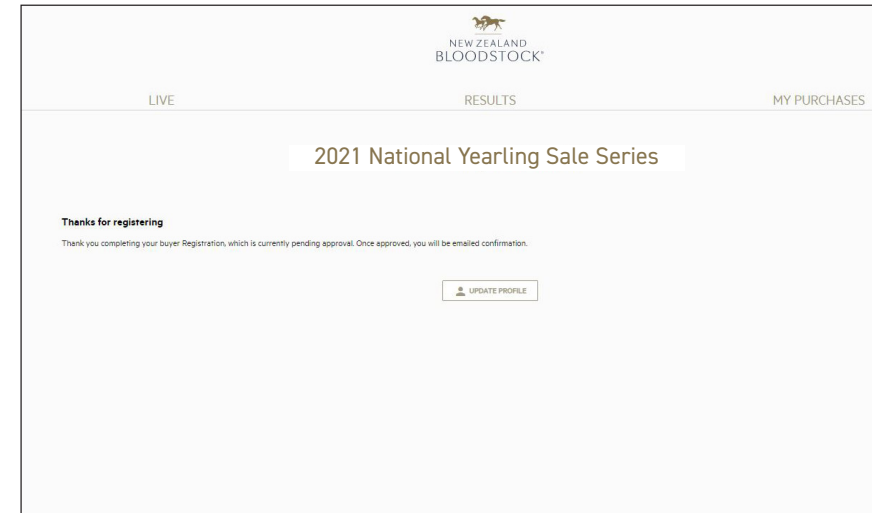 NEW ZEALAND
BLOODSTOCK®
LIVE RESULTS MY PURCHASES
2021 National Yearling Sale Series
Thanks for registering
Thank you completing your buyer Registration, which is currently pending approval. Once approved, you will be emailed confirmation.
UPDATE PROFILE